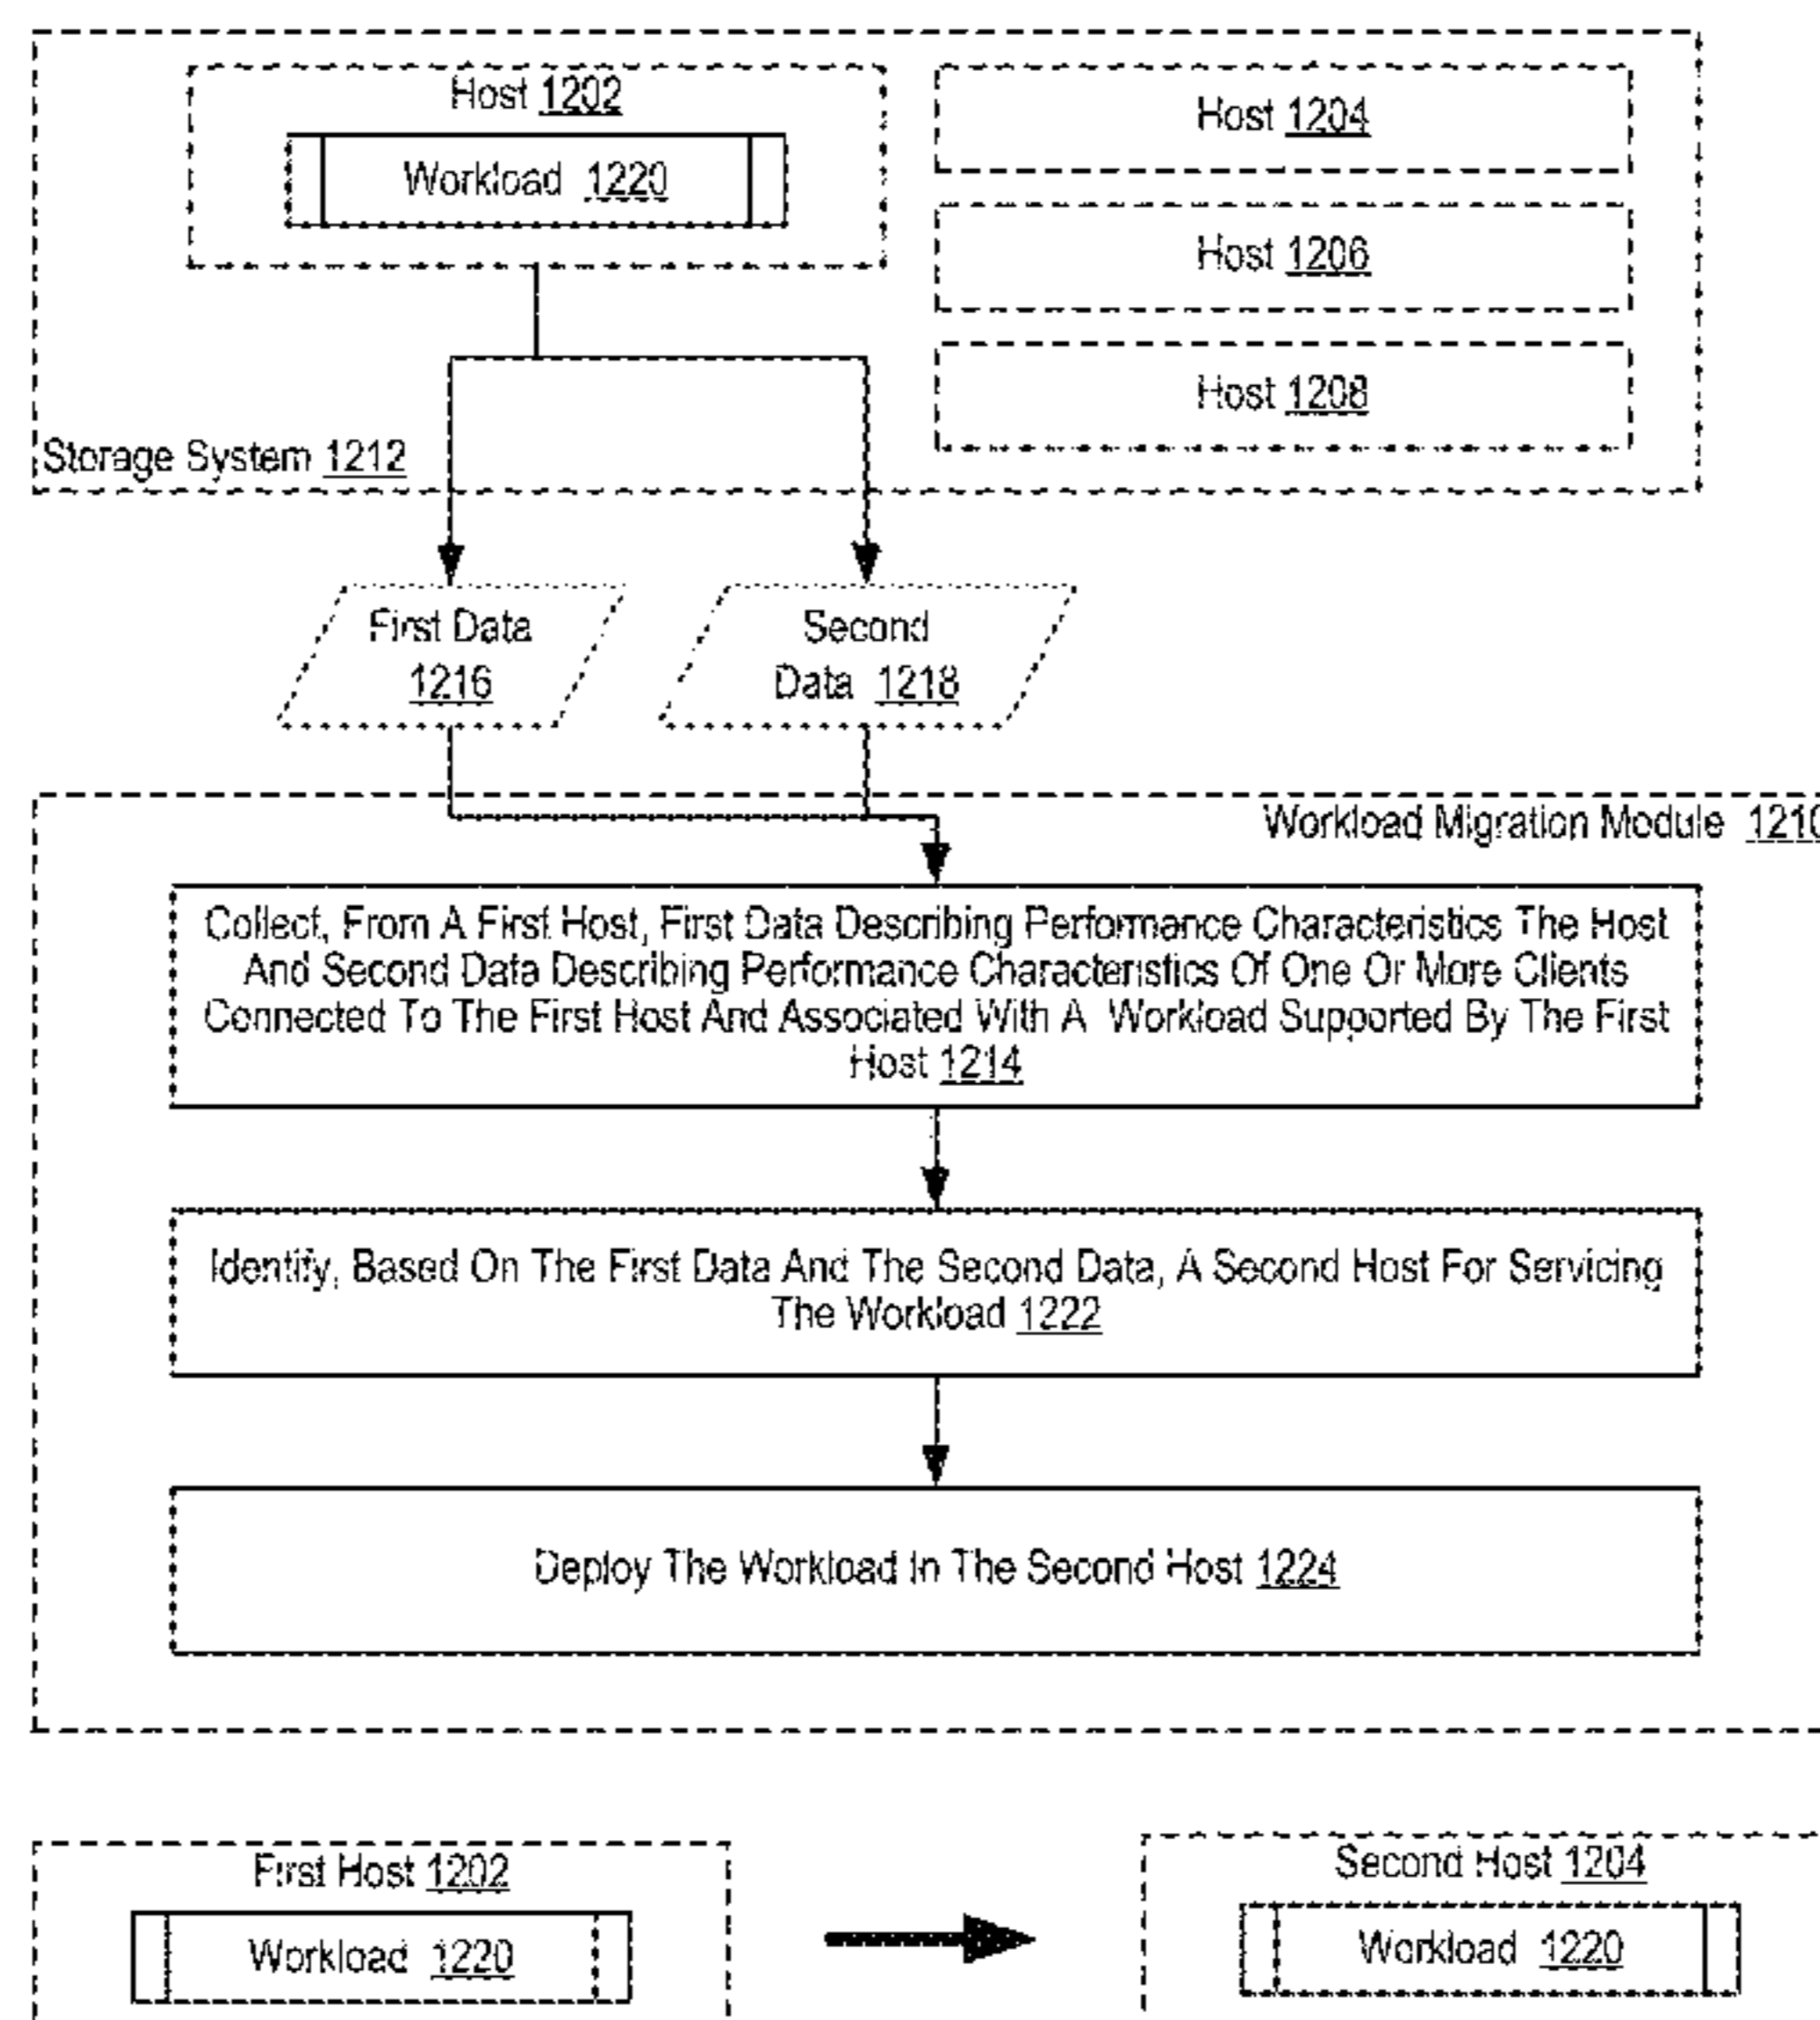 Host 1202
Workload 1220
Host 1204
Host 1206
Host 1208
Storage System 1212
First Data
1216
Second
Data 1218
Workload Migration Module 1210
Collect, From A First Host, First Data Describing Performance Characteristics The Host
And Second Data Describing Performance Characteristics Of One Or More Clients
Connected To The First Host And Associated With A Workload Supported By The First
Host 1214
Identify, Based On The First Data And The Second Data, A Second Host For Servicing
The Workload 1222
Deploy The Workload In The Second Host 1224
First Host 1202
Workload 1220
Second Host 1204
Workload 1220